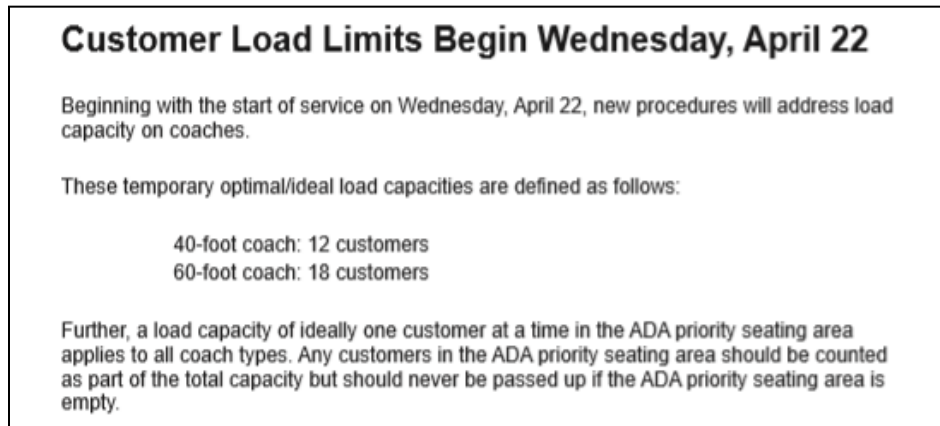 Customer Load Limits Begin Wednesday, April 22
Beginning with the start of service on Wednesday, April 22, new procedures will address load
capacity on coaches.
These temporary optimal/ideal load capacities are defined as follows:
40-foot coach: 12 customers
60-foot coach: 18 customers
Further, a load capacity of ideally one customer at a time in the ADA priority seating area
applies to all coach types. Any customers in the ADA priority seating area should be counted
as part of the total capacity but should never be passed up if the ADA priority seating area is
empty.